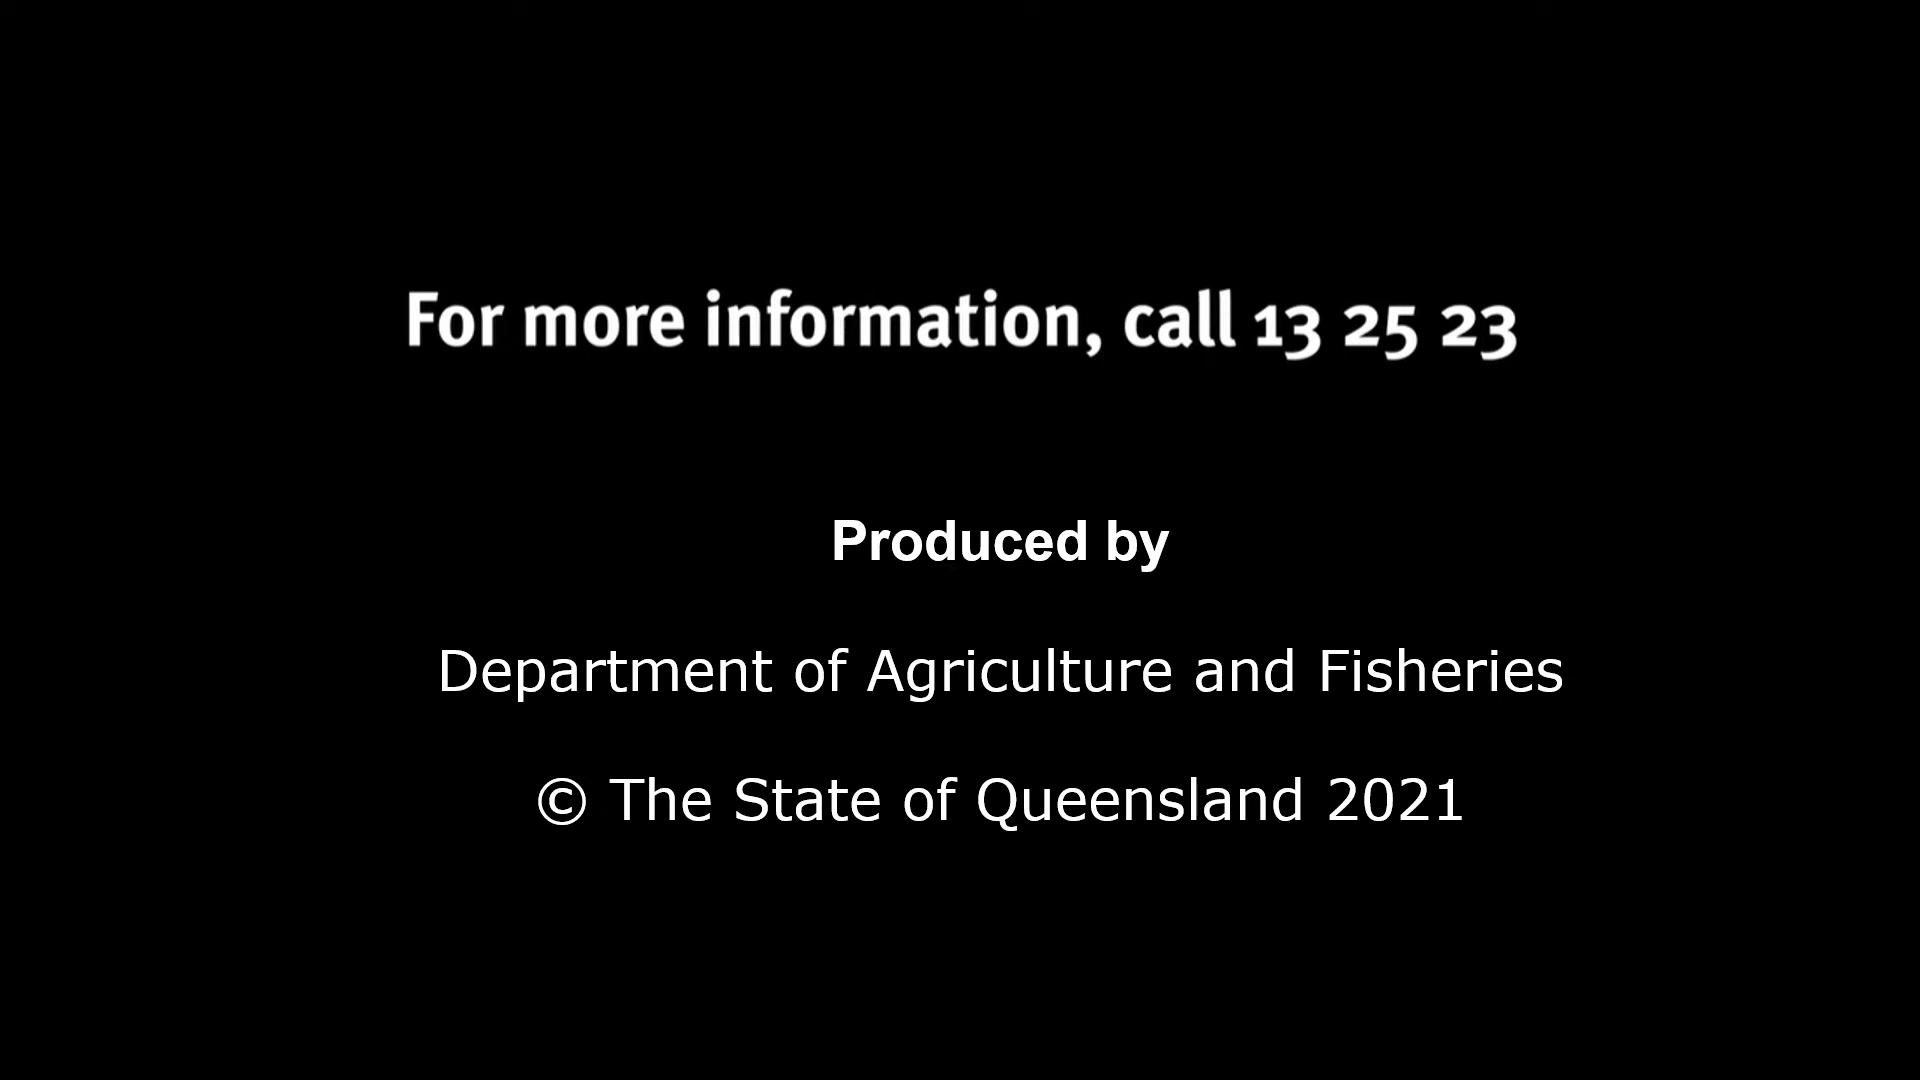 For more information, call 13 25 23
Produced by
Department of Agriculture and Fisheries
© The State of Queensland 2021